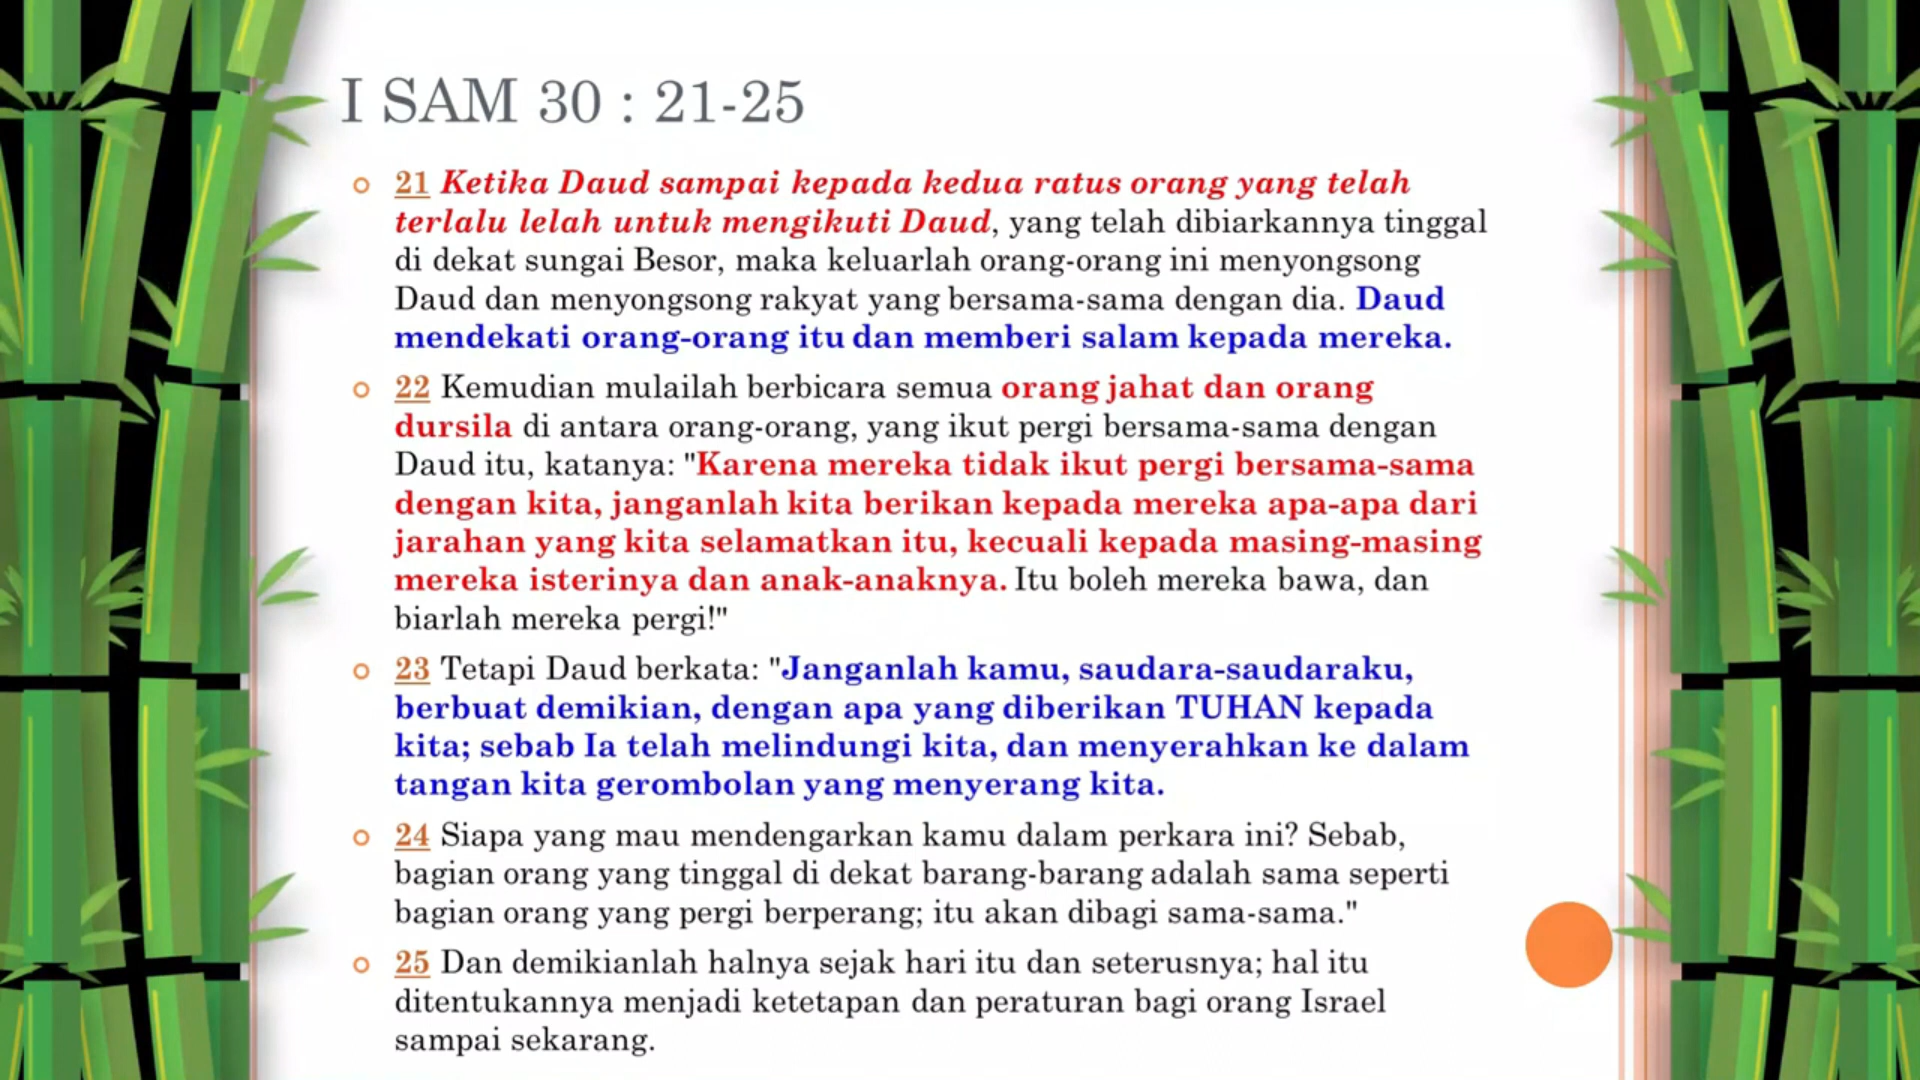 I SAM 30 : 21-25
21 Ketika Daud sampai kepada kedua ratus orang yang telah
terlalu lelah untuk mengikuti Daud, yang telah dibiarkannya tinggal
di dekat sungai Besor, maka keluarlah orang-orang ini menyongsong
Daud dan menyongsong rakyat yang bersama-sama dengan dia. Daud
mendekati orang-orang itu dan memberi salam kepada mereka.
22 Kemudian mulailah berbicara semua orang jahat dan orang
dursila di antara orang-orang, yang ikut pergi bersama-sama dengan
Daud itu, katanya: "Karena mereka tidak ikut pergi bersama-sama
dengan kita, janganlah kita berikan kepada mereka apa-apa dari
jarahan yang kita selamatkan itu, kecuali kepada masing-masing
mereka isterinya dan anak-anaknya. Itu boleh mereka bawa, dan
biarlah mereka pergi!"
23 Tetapi Daud berkata: "Janganlah kamu, saudara-saudaraku,
berbuat demikian, dengan apa yang diberikan TUHAN kepada
kita; sebab Ia telah melindungi kita, dan menyerahkan ke dalam
tangan kita gerombolan yang menyerang kita.
24 Siapa yang mau mendengarkan kamu dalam perkara ini? Sebab,
bagian orang yang tinggal di dekat barang-barang adalah sama seperti
bagian orang yang pergi berperang; itu akan dibagi sama-sama."
25 Dan demikianlah halnya sejak hari itu dan seterusnya; hal itu
ditentukannya menjadi ketetapan dan peraturan bagi orang Israel
sampai sekarang.